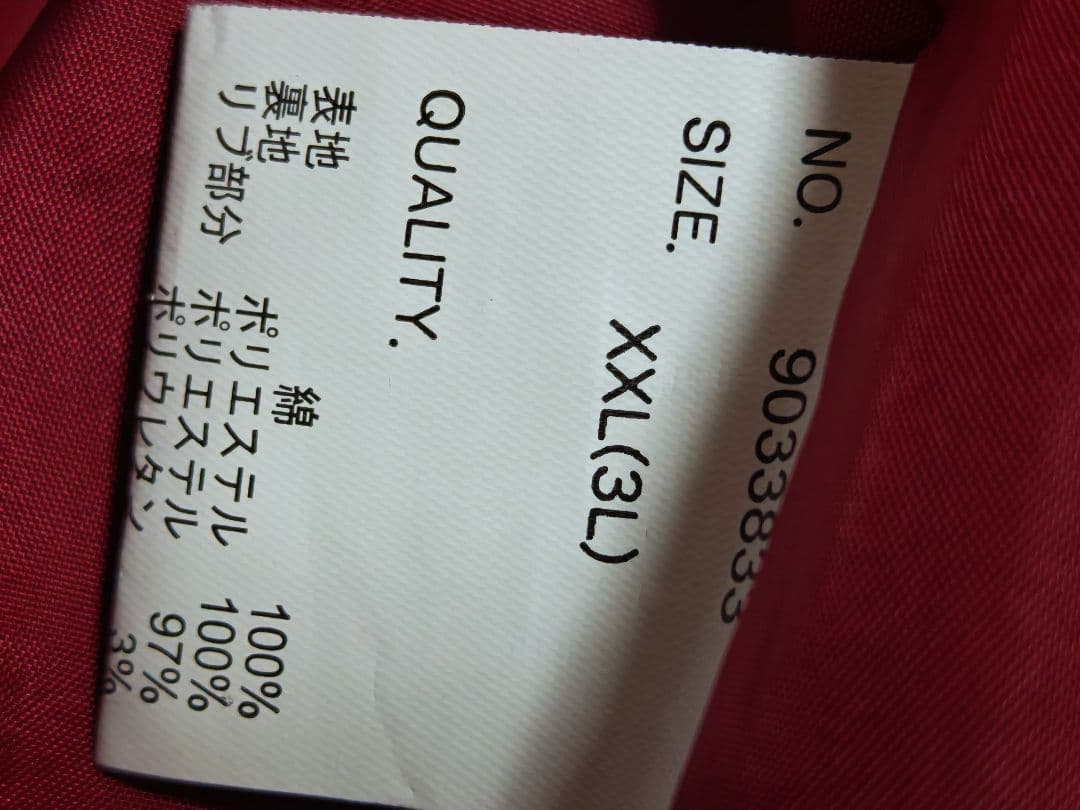 NO. 9033833
SIZE.
XXL(3L)
QUALITY.
表地 綿 100%
裏地 ポリエステル 100%
リブ部分 ポリエステル 97%
ポリウレタン 3%